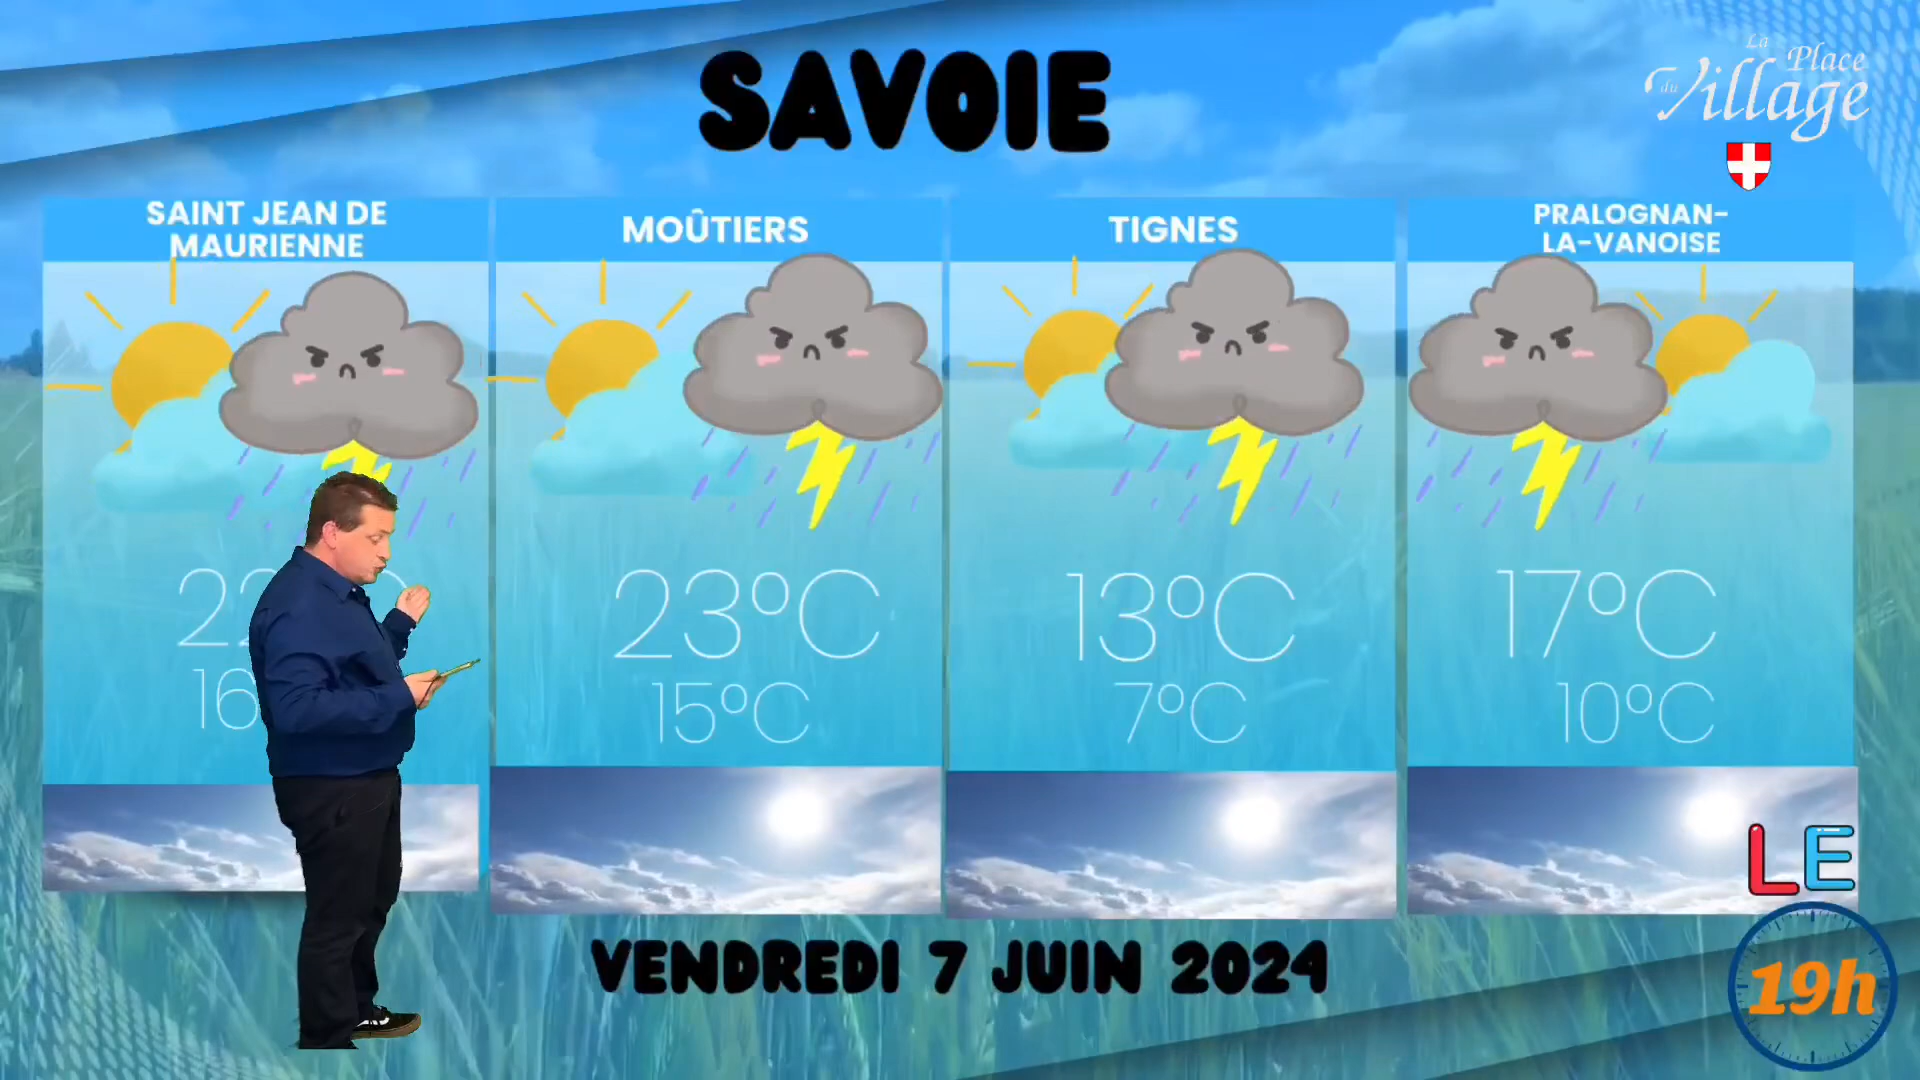 SAVOIE
La
Place
du
Village
SAINT JEAN DE
MAURIENNE
MOÛTIERS
TIGNES
PRALOGNAN-
LA-VANOISE
23°C
13°C
17°C
15°C
7°C
10°C
LE
VENDREDI 7 JUIN 2024
19h